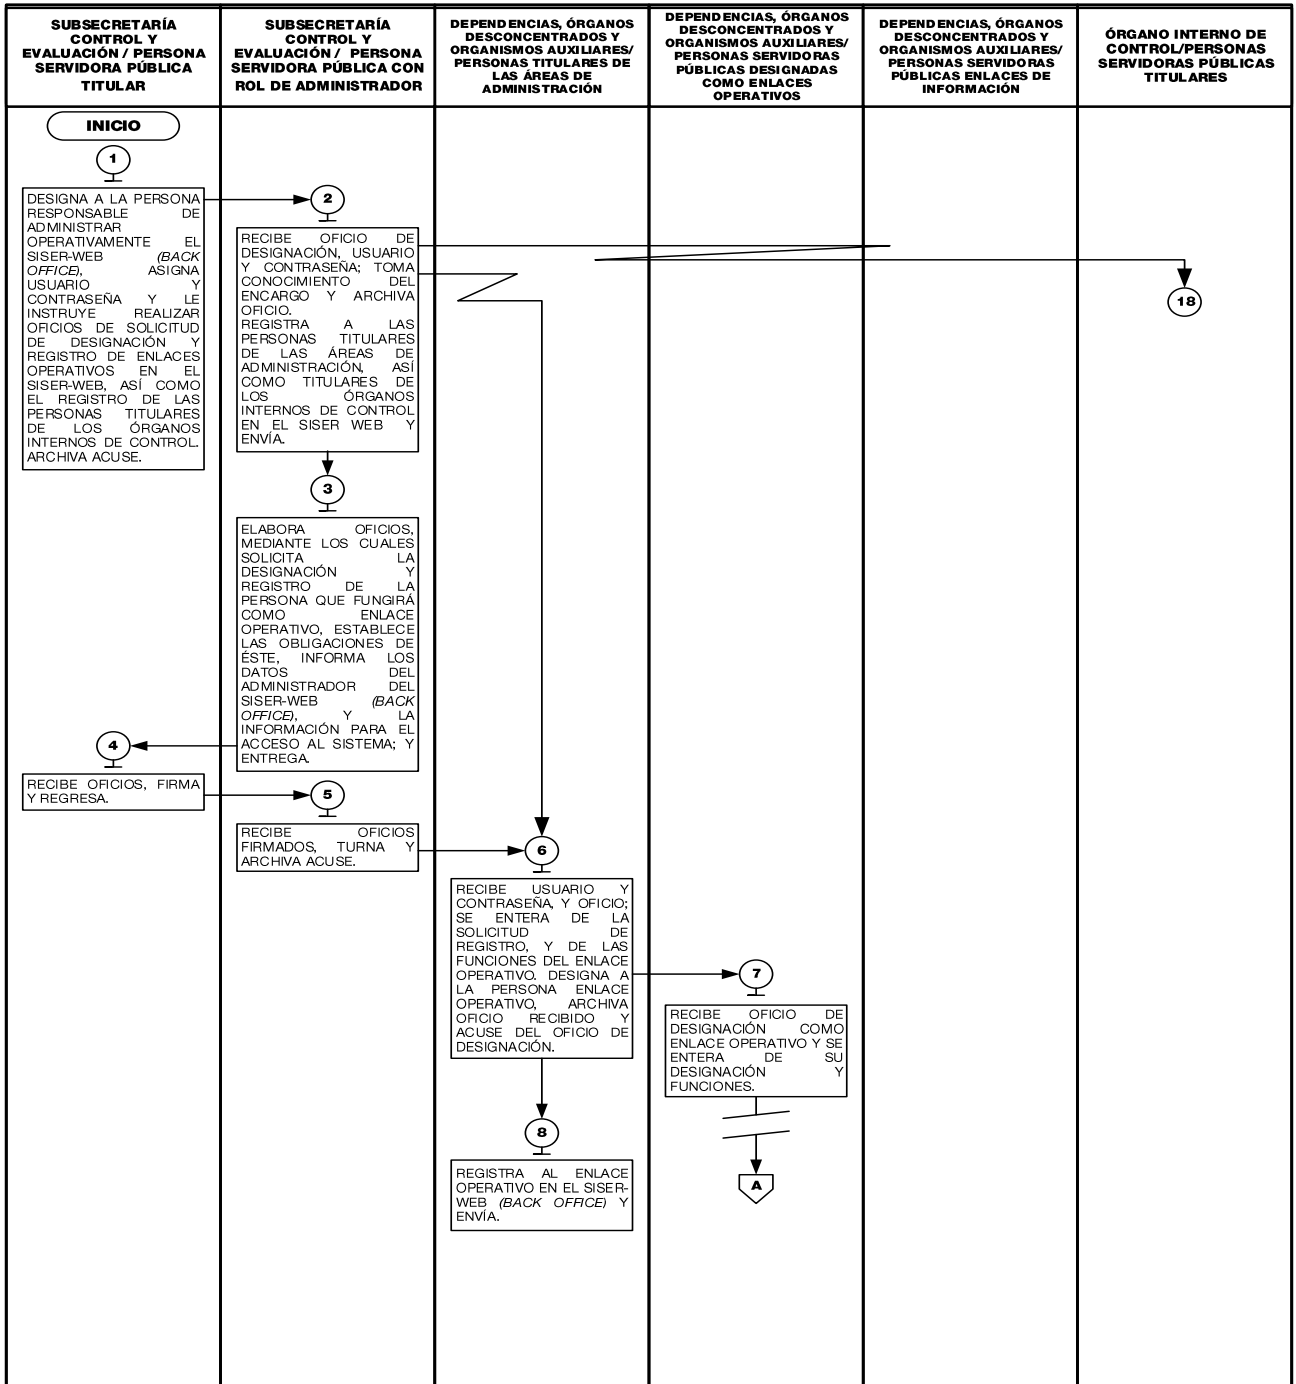 SUBSECRETARÍA
CONTROL Y
EVALUACIÓN / PERSONA
SERVIDORA PÚBLICA
TITULAR
SUBSECRETARÍA
CONTROL Y
EVALUACIÓN / PERSONA
SERVIDORA PÚBLICA CON
ROL DE ADMINISTRADOR
DEPENDENCIAS, ÓRGANOS
DESCONCENTRADOS Y
ORGANISMOS AUXILIARES/
PERSONAS TITULARES DE
LAS ÁREAS DE
ADMINISTRACIÓN
DEPENDENCIAS, ÓRGANOS
DESCONCENTRADOS Y
ORGANISMOS AUXILIARES/
PERSONAS SERVIDORAS
PÚBLICAS DESIGNADAS
COMO ENLACES
OPERATIVOS
DEPENDENCIAS, ÓRGANOS
DESCONCENTRADOS Y
ORGANISMOS AUXILIARES/
PERSONAS SERVIDORAS
PÚBLICAS ENLACES DE
INFORMACIÓN
ÓRGANO INTERNO DE
CONTROL/PERSONAS
SERVIDORAS PÚBLICAS
TITULARES
INICIO
1
DESIGNA A LA PERSONA
RESPONSABLE DE
ADMINISTRAR
OPERATIVAMENTE EL
SISER-WEB (BACK
OFFICE), ASIGNA
USUARIO Y
CONTRASEÑA Y LE
INSTRUYE REALIZAR
OFICIOS DE SOLICITUD
DE DESIGNACIÓN Y
REGISTRO DE ENLACES
OPERATIVOS EN EL
SISER-WEB, ASÍ COMO
EL REGISTRO DE LAS
PERSONAS TITULARES
DE LOS ÓRGANOS
INTERNOS DE CONTROL.
ARCHIVA ACUSE.
2
RECIBE OFICIO DE
DESIGNACIÓN, USUARIO
Y CONTRASEÑA; TOMA
CONOCIMIENTO DEL
ENCARGO Y ARCHIVA
OFICIO.
REGISTRA A LAS
PERSONAS TITULARES
DE LAS ÁREAS DE
ADMINISTRACIÓN, ASÍ
COMO TITULARES DE
LOS ÓRGANOS
INTERNOS DE CONTROL
EN EL SISER WEB Y
ENVÍA.
18
3
ELABORA OFICIOS,
MEDIANTE LOS CUALES
SOLICITA LA
DESIGNACIÓN Y
REGISTRO DE LA
PERSONA QUE FUNGIRÁ
COMO ENLACE
OPERATIVO, ESTABLECE
LAS OBLIGACIONES DE
ÉSTE, INFORMA LOS
DATOS DEL
ADMINISTRADOR DEL
SISER-WEB (BACK
OFFICE), Y LA
INFORMACIÓN PARA EL
ACCESO AL SISTEMA; Y
ENTREGA.
4
RECIBE OFICIOS, FIRMA
Y REGRESA.
5
RECIBE OFICIOS
FIRMADOS, TURNA Y
ARCHIVA ACUSE.
6
RECIBE USUARIO Y
CONTRASEÑA, Y OFICIO;
SE ENTERA DE LA
SOLICITUD DE
REGISTRO, Y DE LAS
FUNCIONES DEL ENLACE
OPERATIVO. DESIGNA A
LA PERSONA ENLACE
OPERATIVO, ARCHIVA
OFICIO RECIBIDO Y
ACUSE DEL OFICIO DE
DESIGNACIÓN.
7
RECIBE OFICIO DE
DESIGNACIÓN COMO
ENLACE OPERATIVO Y SE
ENTERA DE SU
DESIGNACIÓN Y
FUNCIONES.
8
REGISTRA AL ENLACE
OPERATIVO EN EL SISER-
WEB (BACK OFFICE) Y
ENVÍA.
A